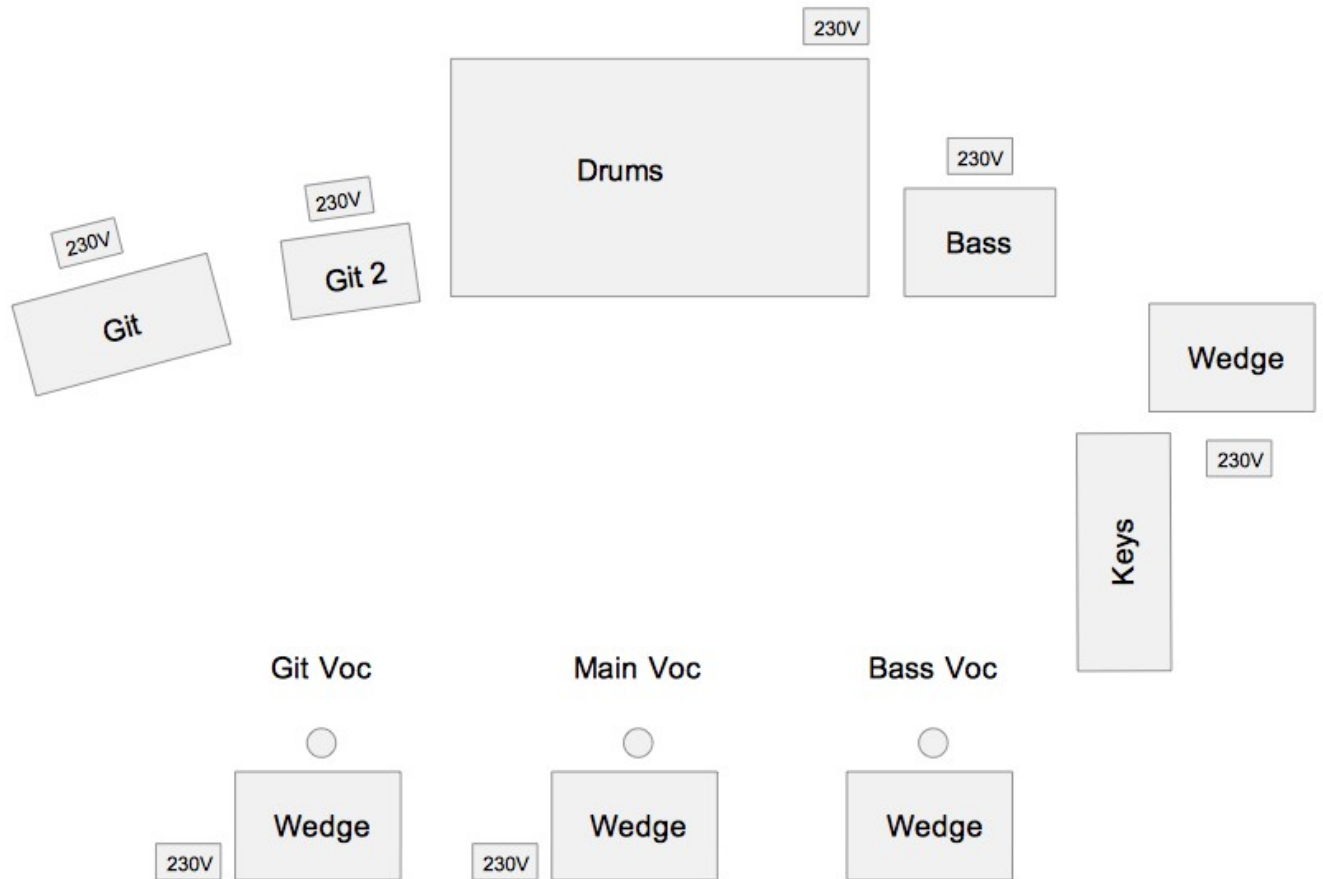 230V
Drums
230V
Bass
230V
Git 2
230V
Git
Wedge
230V
Keys
Git Voc
Main Voc
Bass Voc
Wedge
Wedge
Wedge
230V
230V